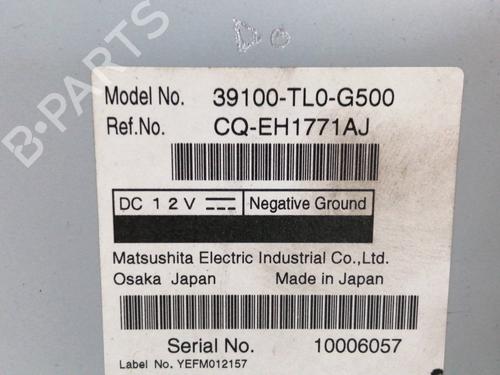 B-PARTS
Do
Model No. 39100-TL0-G500
Ref.No. CQ-EH1771AJ
DC 12V Negative Ground
Matsushita Electric Industrial Co.,Ltd.
Osaka Japan Made in Japan
Serial No. 10006057
Label No. YEFM012157